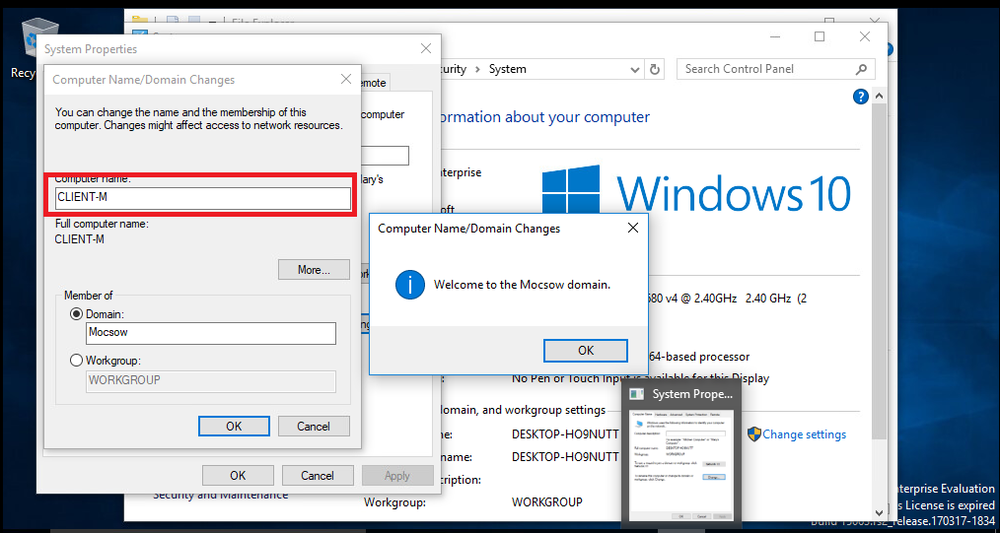 File Explorer
Recy
System Properties
Computer Name/Domain Changes
You can change the name and the membership of this
computer. Changes might affect access to network resources.
Computer name:
CLIENT-M
Full computer name:
CLIENT-M
More...
Member of
Domain:
Mocsow
Workgroup:
WORKGROUP
OK
Cancel
OK
Cancel
Apply
emote
computer
lary's
curity > System
Search Control Panel
ormation about your computer
terprise
soft
Windows 10
Computer Name/Domain Changes
Welcome to the Mocsow domain.
OK
680 v4 @ 2.40GHz 2.40 GHz (2
64-based processor
No Pen or Touch Input is available for this Display
domain, and workgroup settings
me: DESKTOP-HO9NUTT
name: DESKTOP-HO9NUTT
cription:
Workgroup: WORKGROUP
Change settings
System Prope...
Security and Maintenance
terprise Evaluation
s License is expired
Build 15063.rs2_release.170317-1834